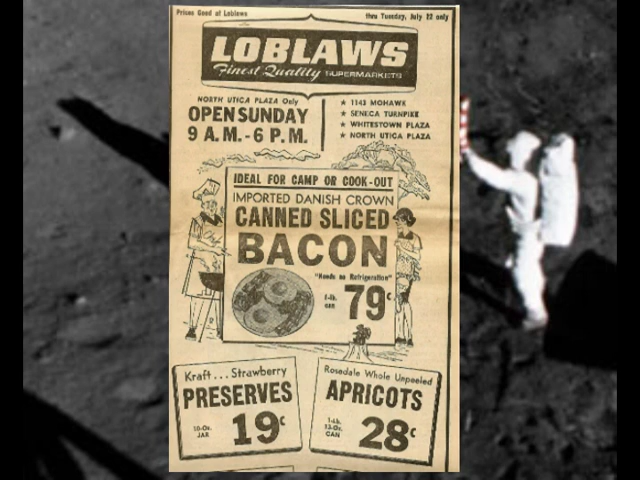 Prices Good at Loblaws
thru Tuesday, July 22 only
LOBLAWS
Finest Quality SUPERMARKETS
NORTH UTICA PLAZA Only
OPEN SUNDAY
9 A.M. - 6 P.M.
★ 1143 MOHAWK
★ SENECA TURNPIKE
★ WHITESTOWN PLAZA
★ NORTH UTICA PLAZA
IDEAL FOR CAMP OR COOK-OUT
IMPORTED DANISH CROWN
CANNED SLICED
BACON
"Needs no Refrigeration"
1-Lb.
CAN
79¢
Kraft . . . Strawberry
PRESERVES
10-Oz.
JAR
19¢
Rosedale Whole Unpeeled
APRICOTS
1-Lb.
13-Oz.
CAN
28¢